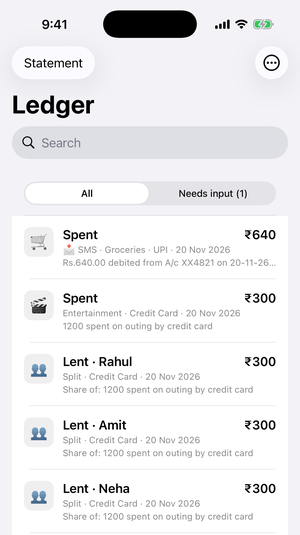 9:41
Statement
Ledger
Search
All
Needs input (1)
Spent
₹640
SMS · Groceries · UPI · 20 Nov 2026
Rs.640.00 debited from A/c XX4821 on 20-11-26...
Spent
₹300
Entertainment · Credit Card · 20 Nov 2026
1200 spent on outing by credit card
Lent · Rahul
₹300
Split · Credit Card · 20 Nov 2026
Share of: 1200 spent on outing by credit card
Lent · Amit
₹300
Split · Credit Card · 20 Nov 2026
Share of: 1200 spent on outing by credit card
Lent · Neha
₹300
Split · Credit Card · 20 Nov 2026
Share of: 1200 spent on outing by credit card